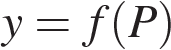 y = f(P)